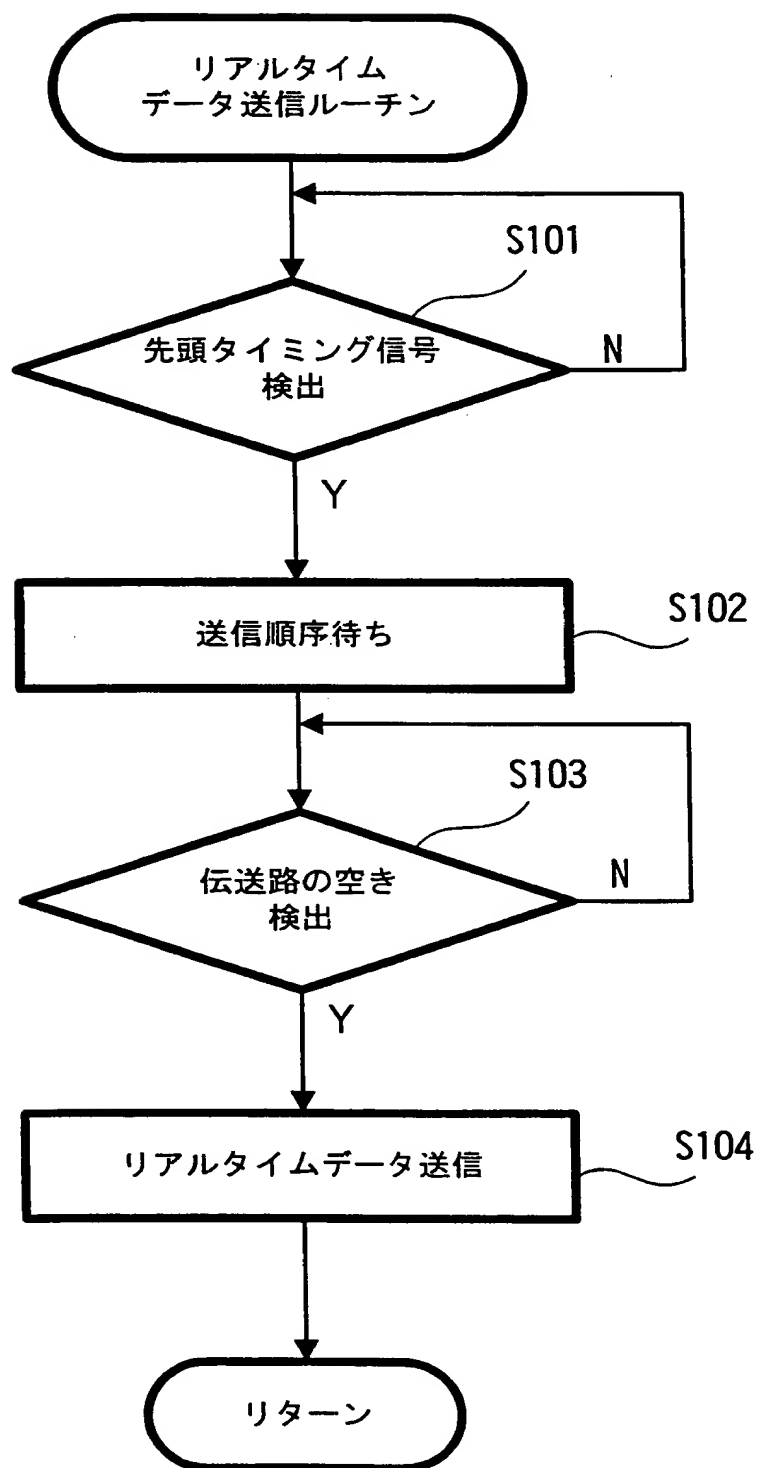 リアルタイム
データ送信ルーチン
S101
先頭タイミング信号
検出
N
Y
S102
送信順序待ち
S103
伝送路の空き
検出
N
Y
S104
リアルタイムデータ送信
リターン